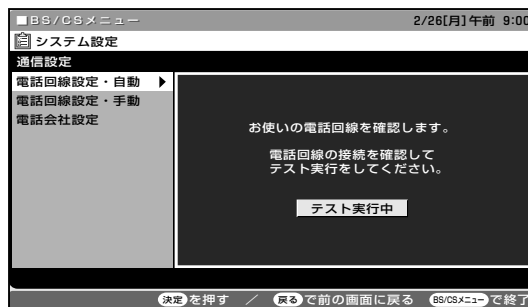 ■BS/CSメニュー 2/26[月]午前 9:00
システム設定
通信設定
電話回線設定・自動 ▶
電話回線設定・手動
電話会社設定
お使いの電話回線を確認します。
電話回線の接続を確認して
テスト実行をしてください。
テスト実行中
決定を押す ／ 戻るで前の画面に戻る BS/CSメニューで終了